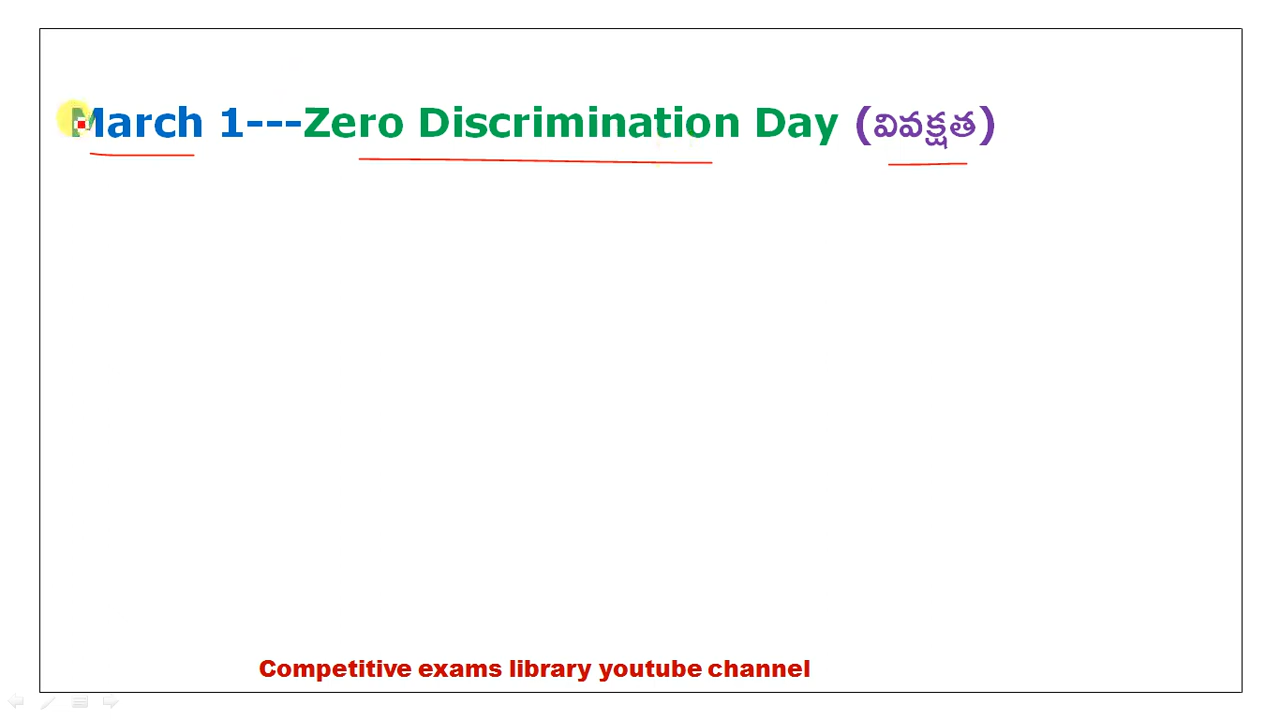 March 1---Zero Discrimination Day (వివక్షత)
Competitive exams library youtube channel